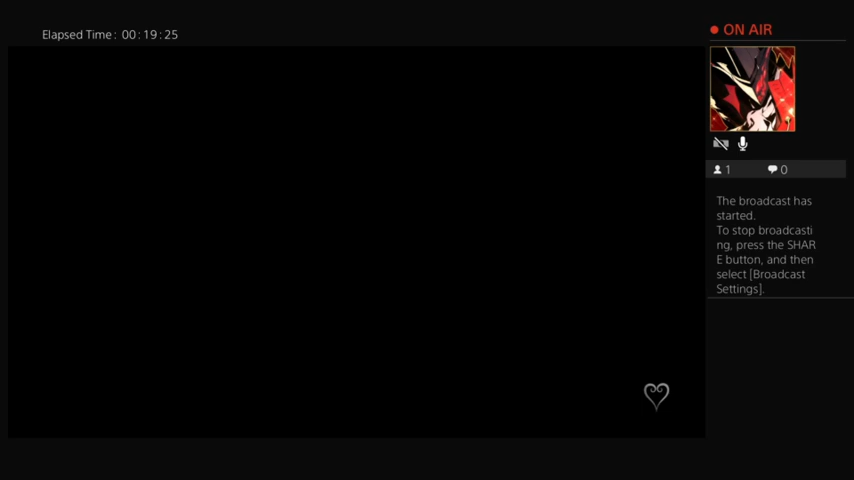 Elapsed Time: 00:19:25
ON AIR
1 0
The broadcast has
started.
To stop broadcasti
ng, press the SHAR
E button, and then
select [Broadcast
Settings].